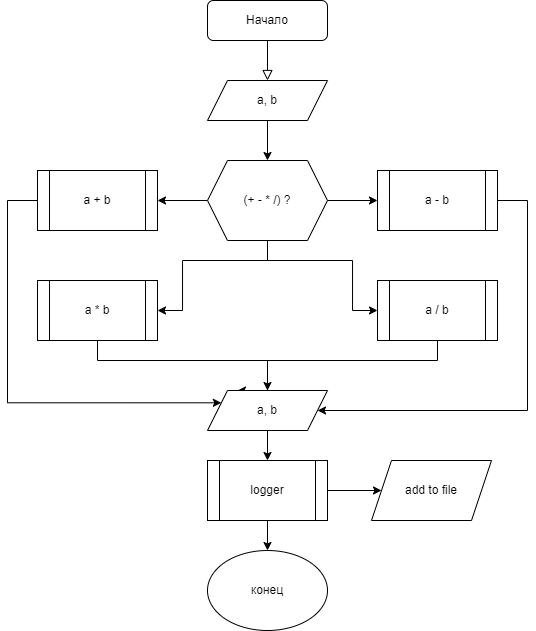 Начало
a, b
(+ - * /) ?
a + b
a - b
a * b
a / b
a, b
logger
add to file
конец